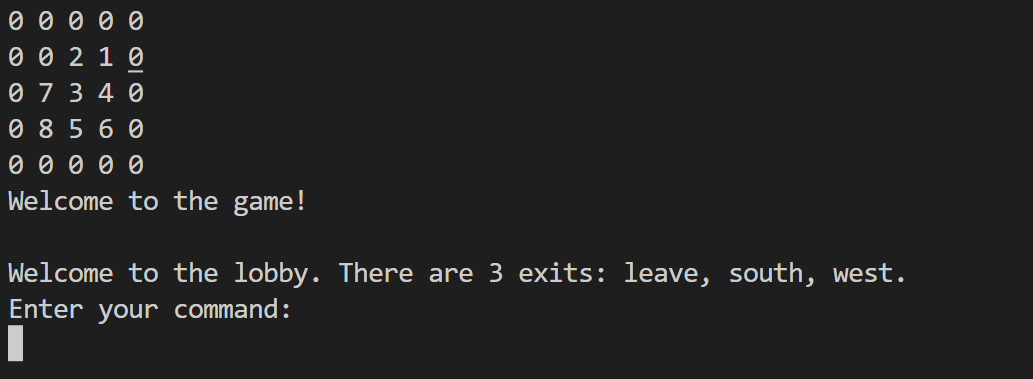 0 0 0 0 0
0 0 2 1 0
0 7 3 4 0
0 8 5 6 0
0 0 0 0 0
Welcome to the game!
Welcome to the lobby. There are 3 exits: leave, south, west.
Enter your command: